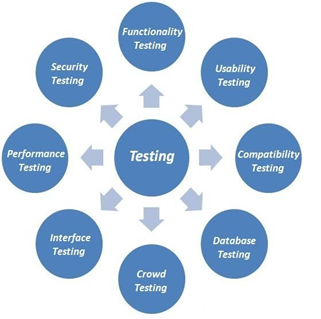 Functionality
Testing
Security
Testing
Usability
Testing
Performance
Testing
Testing
Compatibility
Testing
Interface
Testing
Database
Testing
Crowd
Testing